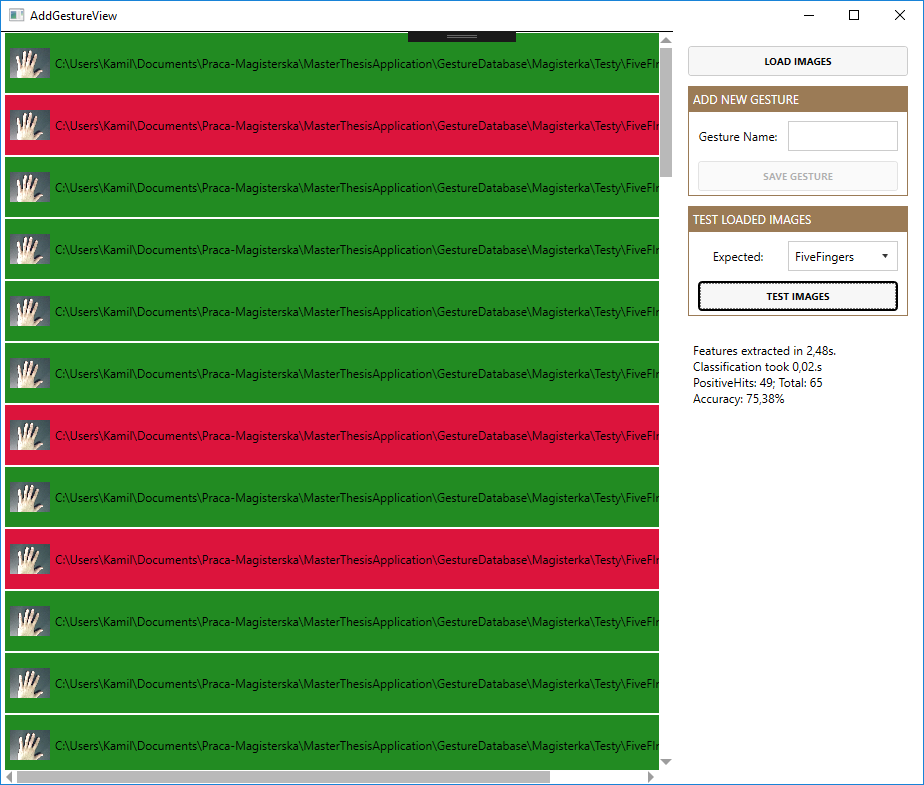 AddGestureView
C:\Users\Kamil\Documents\Praca-Magisterska\MasterThesisApplication\GestureDatabase\Magisterka\Testy\FiveFin
C:\Users\Kamil\Documents\Praca-Magisterska\MasterThesisApplication\GestureDatabase\Magisterka\Testy\FiveFin
C:\Users\Kamil\Documents\Praca-Magisterska\MasterThesisApplication\GestureDatabase\Magisterka\Testy\FiveFin
C:\Users\Kamil\Documents\Praca-Magisterska\MasterThesisApplication\GestureDatabase\Magisterka\Testy\FiveFin
C:\Users\Kamil\Documents\Praca-Magisterska\MasterThesisApplication\GestureDatabase\Magisterka\Testy\FiveFin
C:\Users\Kamil\Documents\Praca-Magisterska\MasterThesisApplication\GestureDatabase\Magisterka\Testy\FiveFin
C:\Users\Kamil\Documents\Praca-Magisterska\MasterThesisApplication\GestureDatabase\Magisterka\Testy\FiveFin
C:\Users\Kamil\Documents\Praca-Magisterska\MasterThesisApplication\GestureDatabase\Magisterka\Testy\FiveFin
C:\Users\Kamil\Documents\Praca-Magisterska\MasterThesisApplication\GestureDatabase\Magisterka\Testy\FiveFin
C:\Users\Kamil\Documents\Praca-Magisterska\MasterThesisApplication\GestureDatabase\Magisterka\Testy\FiveFin
C:\Users\Kamil\Documents\Praca-Magisterska\MasterThesisApplication\GestureDatabase\Magisterka\Testy\FiveFin
C:\Users\Kamil\Documents\Praca-Magisterska\MasterThesisApplication\GestureDatabase\Magisterka\Testy\FiveFin
LOAD IMAGES
ADD NEW GESTURE
Gesture Name:
SAVE GESTURE
TEST LOADED IMAGES
Expected: FiveFingers
TEST IMAGES
Features extracted in 2,48s.
Classification took 0,02.s
PositiveHits: 49; Total: 65
Accuracy: 75,38%